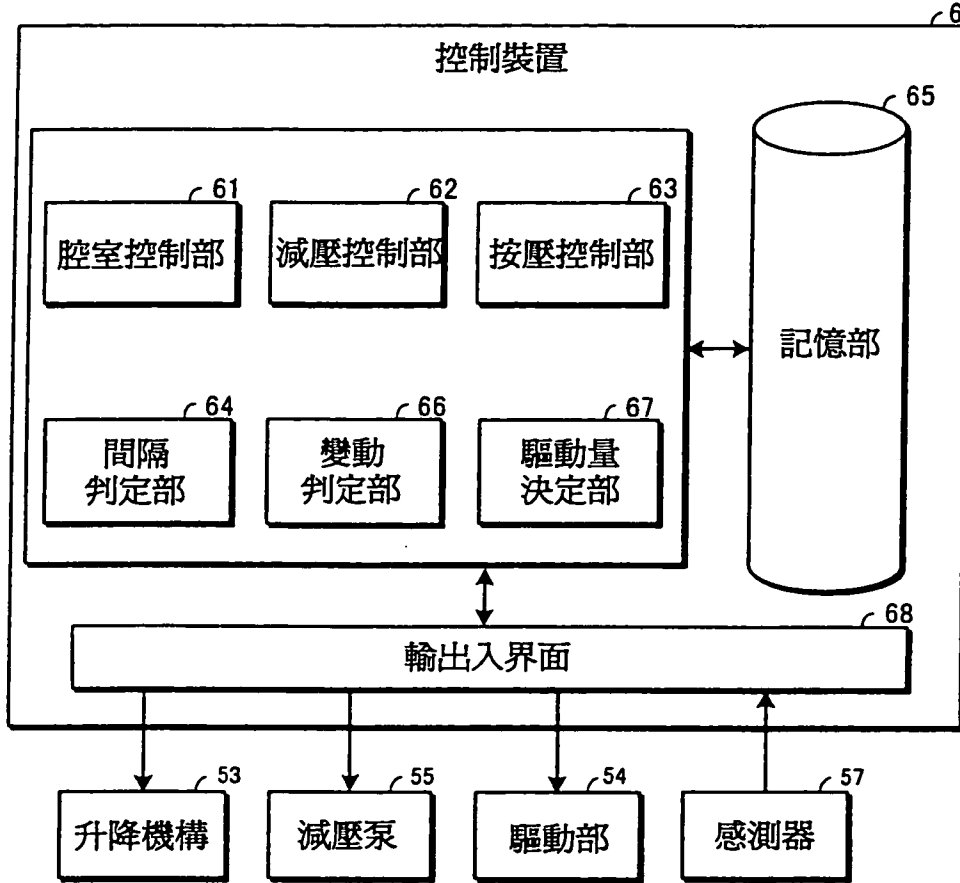 6
控制裝置
65
61
62
63
腔室控制部
減壓控制部
按壓控制部
記憶部
64
66
67
間隔
判定部
變動
判定部
驅動量
決定部
68
輸出入界面
53
55
54
57
升降機構
減壓泵
驅動部
感測器